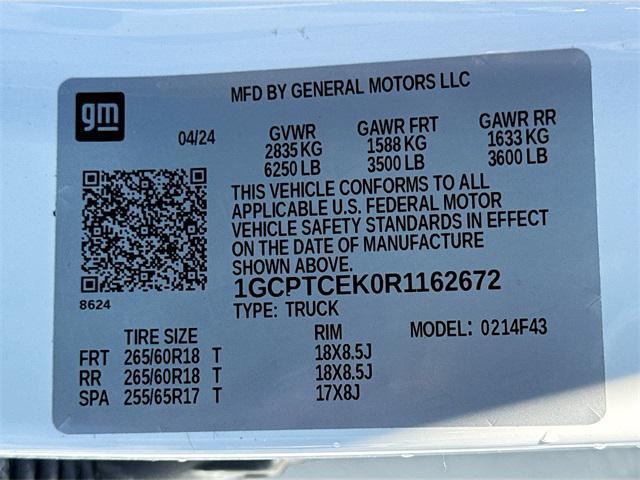 MFD BY GENERAL MOTORS LLC
gm
04/24
GVWR GAWR FRT GAWR RR
2835 KG 1588 KG 1633 KG
6250 LB 3500 LB 3600 LB
THIS VEHICLE CONFORMS TO ALL
APPLICABLE U.S. FEDERAL MOTOR
VEHICLE SAFETY STANDARDS IN EFFECT
ON THE DATE OF MANUFACTURE
SHOWN ABOVE.
1GCPTCEK0R1162672
8624
TYPE: TRUCK
TIRE SIZE RIM MODEL: 0214F43
FRT 265/60R18 T 18X8.5J
RR 265/60R18 T 18X8.5J
SPA 255/65R17 T 17X8J